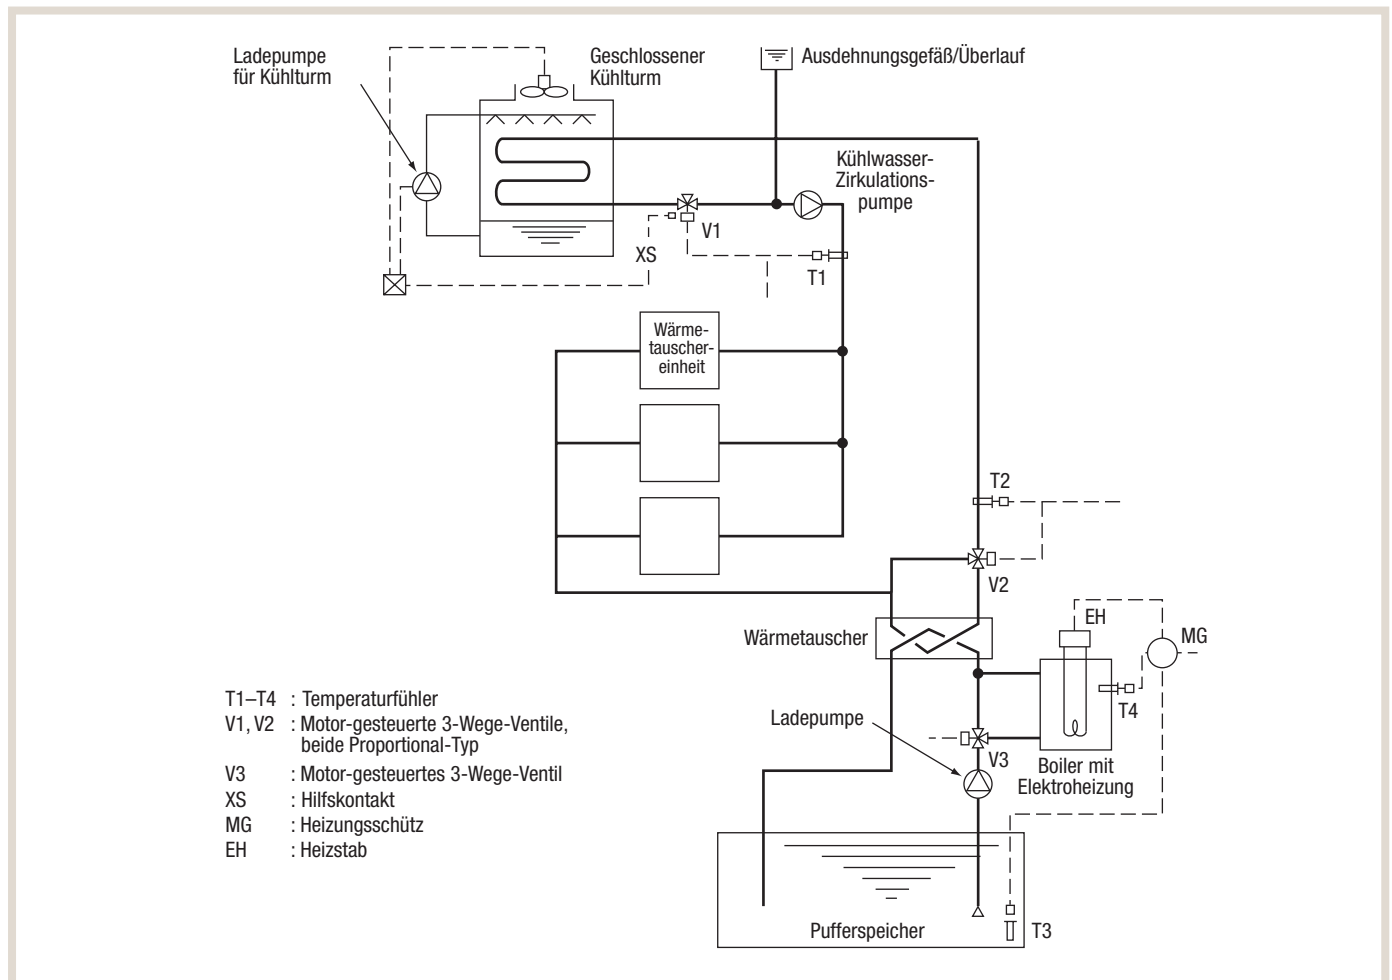 Ladepumpe
für Kühlturm
Geschlossener
Kühlturm
Ausdehnungsgefäß/Überlauf
Kühlwasser-
Zirkulations-
pumpe
V1
XS
T1
Wärme-
tauscher-
einheit
T2
V2
EH
MG
Wärmetauscher
T4
Ladepumpe
V3
Boiler mit
Elektroheizung
T1–T4 : Temperaturfühler
V1, V2 : Motor-gesteuerte 3-Wege-Ventile,
beide Proportional-Typ
V3 : Motor-gesteuertes 3-Wege-Ventil
XS : Hilfskontakt
MG : Heizungsschütz
EH : Heizstab
Pufferspeicher
T3